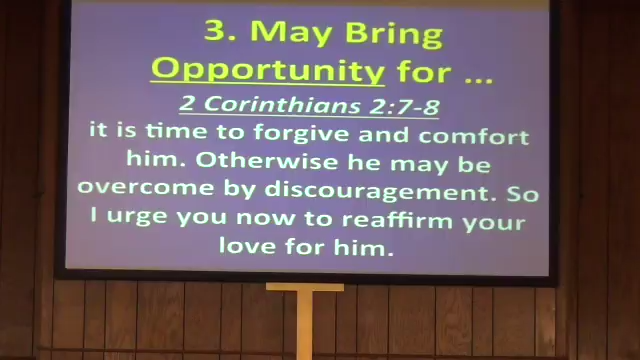 3. May Bring
Opportunity for ...
2 Corinthians 2:7-8
it is time to forgive and comfort
him. Otherwise he may be
overcome by discouragement. So
I urge you now to reaffirm your
love for him.